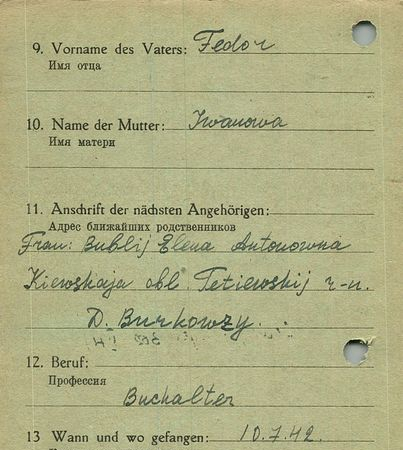 9. Vorname des Vaters: Fedor
Имя отца
10. Name der Mutter: Iwanowa
Имя матери
11. Anschrift der nächsten Angehörigen:
Адрес ближайших родственников
Frau: Bublij Elena Antonowna
Kiewskaja obl. Tetiewskij r-n.
D. Burkowzy.
12. Beruf:
Профессия
Buchalter
13 Wann und wo gefangen: 10.7.42.